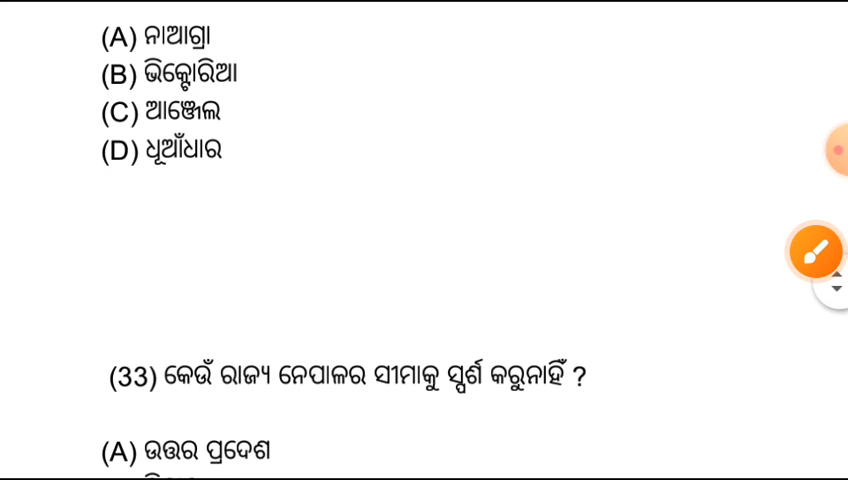 (A) ନାଆଗ୍ରା
(B) ଭିକ୍ଟୋରିଆ
(C) ଆଞ୍ଜେଲ
(D) ଧୂଆଁଧାର
(33) କେଉଁ ରାଜ୍ୟ ନେପାଳର ସୀମାକୁ ସ୍ପର୍ଶ କରୁନାହିଁ ?
(A) ଉତ୍ତର ପ୍ରଦେଶ